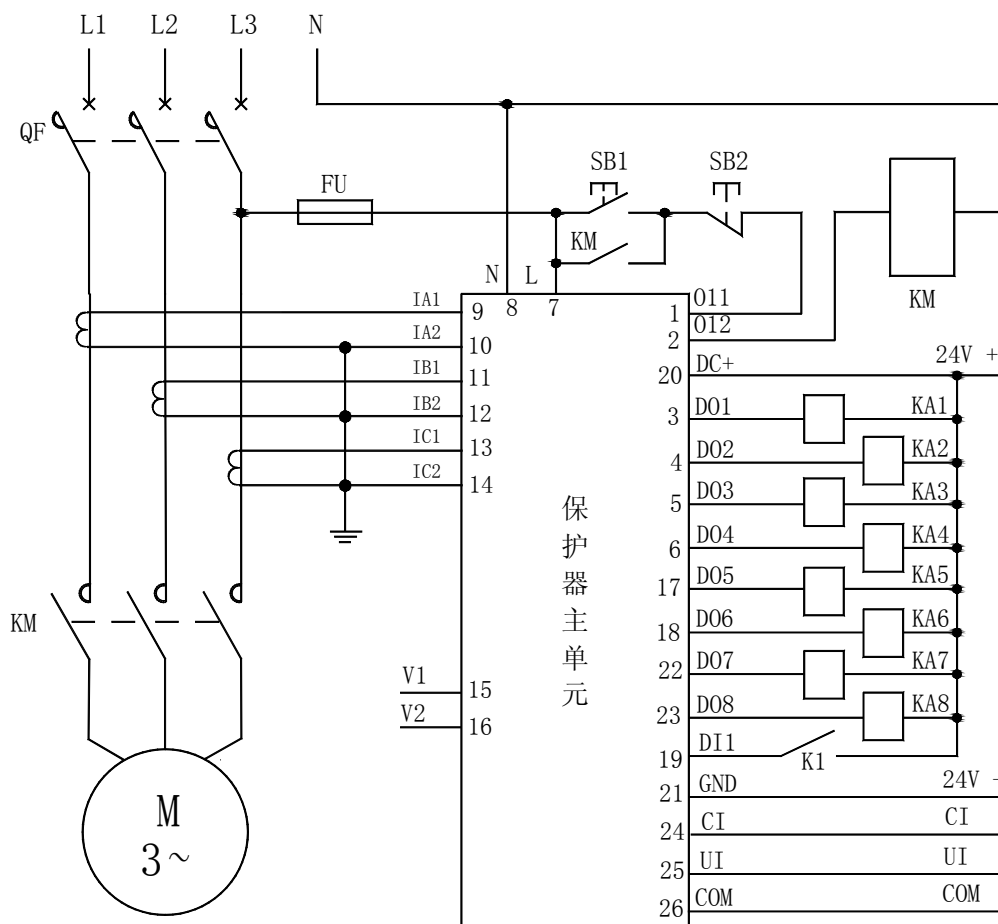 L1 L2 L3 N
QF
SB1 SB2
FU
KM
KM
N L
8 7
IA1 9
IA2 10
IB1 11
IB2 12
IC1 13
IC2 14
KM
V1 15
V2 16
M
3~
保护器主单元
1 O11
2 O12
20 DC+ 24V +
3 DO1 KA1
4 DO2 KA2
5 DO3 KA3
6 DO4 KA4
17 DO5 KA5
18 DO6 KA6
22 DO7 KA7
23 DO8 KA8
19 DI1 K1
21 GND 24V -
24 CI CI
25 UI UI
26 COM COM